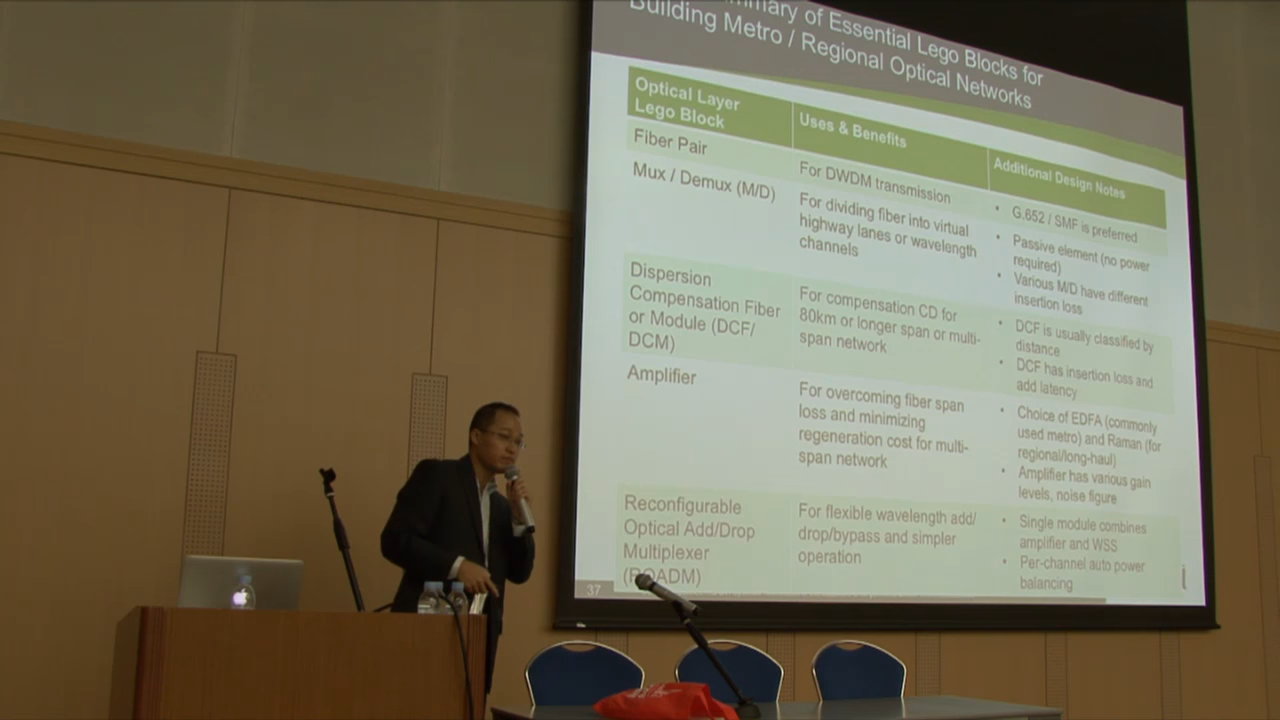 mmary of Essential Lego Blocks for
Building Metro / Regional Optical Networks
Optical Layer
Lego Block
Uses & Benefits
Additional Design Notes
Fiber Pair
For DWDM transmission
• G.652 / SMF is preferred
Mux / Demux (M/D)
For dividing fiber into virtual
highway lanes or wavelength
channels
• Passive element (no power
required)
• Various M/D have different
insertion loss
Dispersion
Compensation Fiber
or Module (DCF/
DCM)
For compensation CD for
80km or longer span or multi-
span network
• DCF is usually classified by
distance
• DCF has insertion loss and
add latency
Amplifier
For overcoming fiber span
loss and minimizing
regeneration cost for multi-
span network
• Choice of EDFA (commonly
used metro) and Raman (for
regional/long-haul)
• Amplifier has various gain
levels, noise figure
Reconfigurable
Optical Add/Drop
Multiplexer
(ROADM)
For flexible wavelength add/
drop/bypass and simpler
operation
• Single module combines
amplifier and WSS
• Per-channel auto power
balancing
37